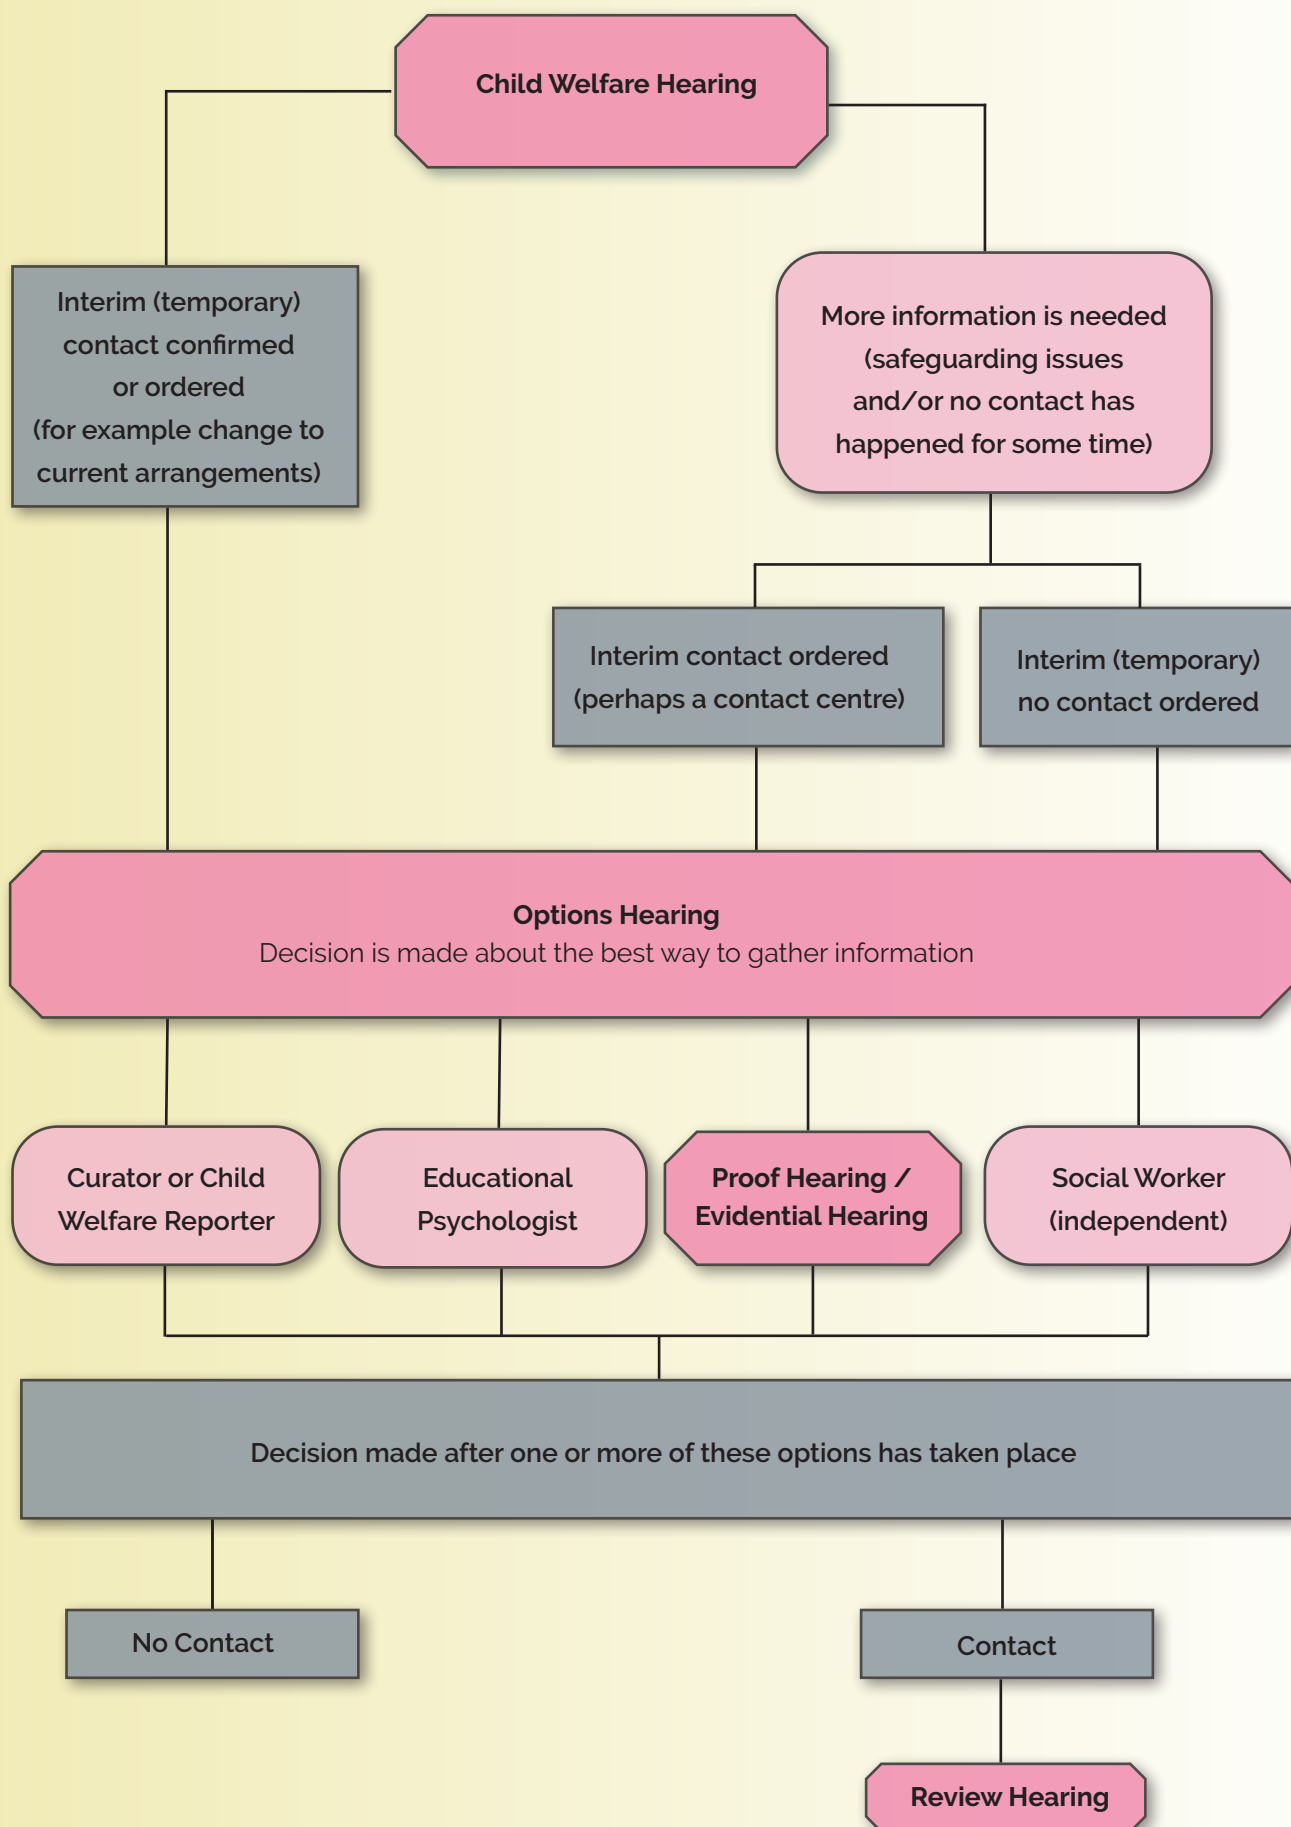 Child Welfare Hearing
Interim (temporary)
contact confirmed
or ordered
(for example change to
current arrangements)
More information is needed
(safeguarding issues
and/or no contact has
happened for some time)
Interim contact ordered
(perhaps a contact centre)
Interim (temporary)
no contact ordered
Options Hearing
Decision is made about the best way to gather information
Curator or Child
Welfare Reporter
Educational
Psychologist
Proof Hearing /
Evidential Hearing
Social Worker
(independent)
Decision made after one or more of these options has taken place
No Contact
Contact
Review Hearing